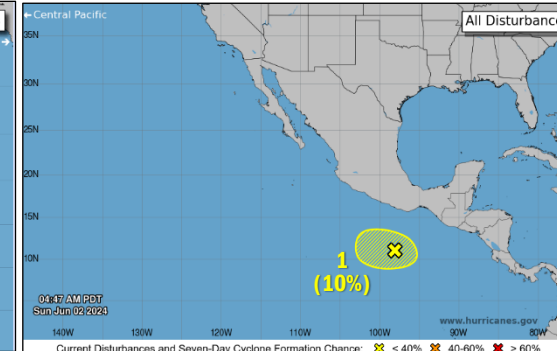 ←Central Pacific
All Disturbanc
35N
30N
25N
20N
15N
10N
1
(10%)
04:47 AM PDT
Sun Jun 02 2024
www.hurricanes.gov
140W 130W 120W 110W 100W 90W 80W
Current Disturbances and Seven-Day Cyclone Formation Chance: < 40% 40-60% > 60%